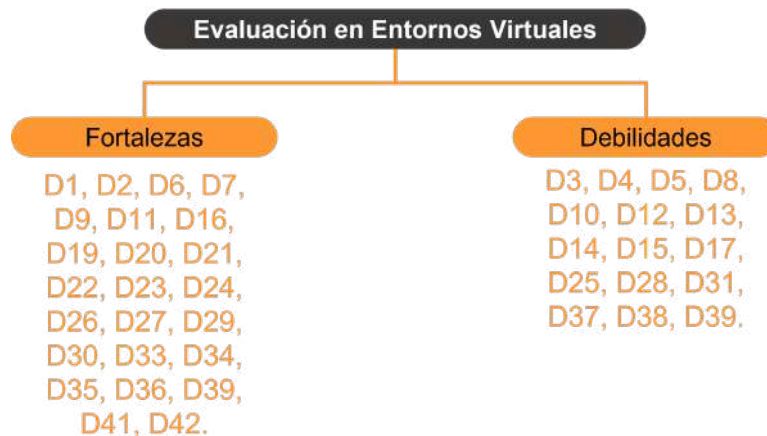 Evaluación en Entornos Virtuales
Fortalezas
D1, D2, D6, D7,
D9, D11, D16,
D19, D20, D21,
D22, D23, D24,
D26, D27, D29,
D30, D33, D34,
D35, D36, D39,
D41, D42.
Debilidades
D3, D4, D5, D8,
D10, D12, D13,
D14, D15, D17,
D25, D28, D31,
D37, D38, D39.